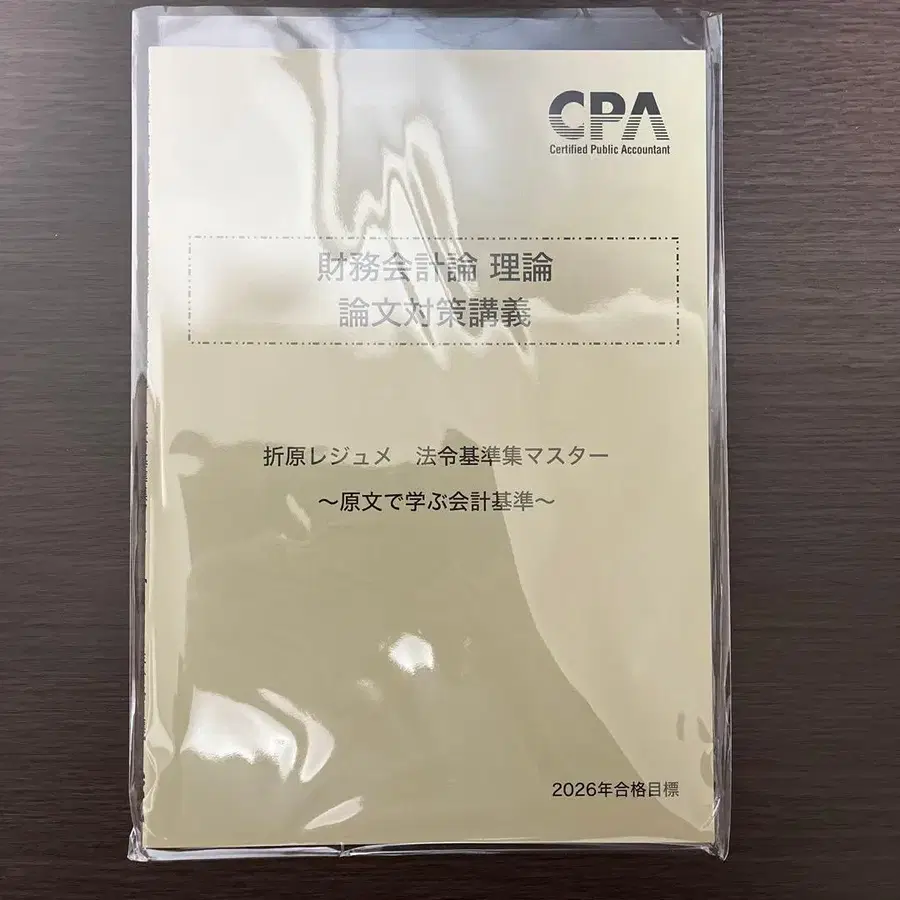 CPA
Certified Public Accountant
財務会計論 理論
論文対策講義
折原レジュメ 法令基準集マスター
〜原文で学ぶ会計基準〜
2026年合格目標